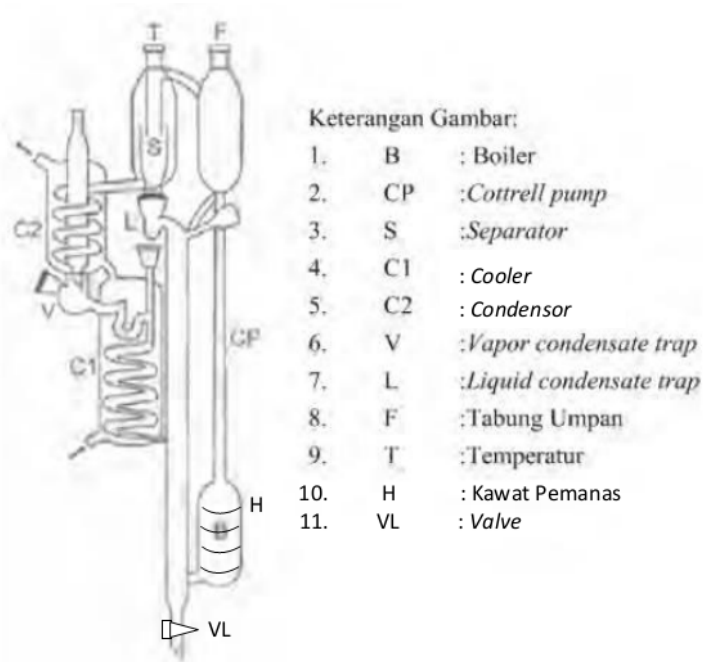 T F
S
L
C2
V
CP
C1
H
B
VL
Keterangan Gambar:
1. B : Boiler
2. CP :Cottrell pump
3. S :Separator
4. C1 : Cooler
5. C2 : Condensor
6. V :Vapor condensate trap
7. L :Liquid condensate trap
8. F :Tabung Umpan
9. T :Temperatur
10. H : Kawat Pemanas
11. VL : Valve